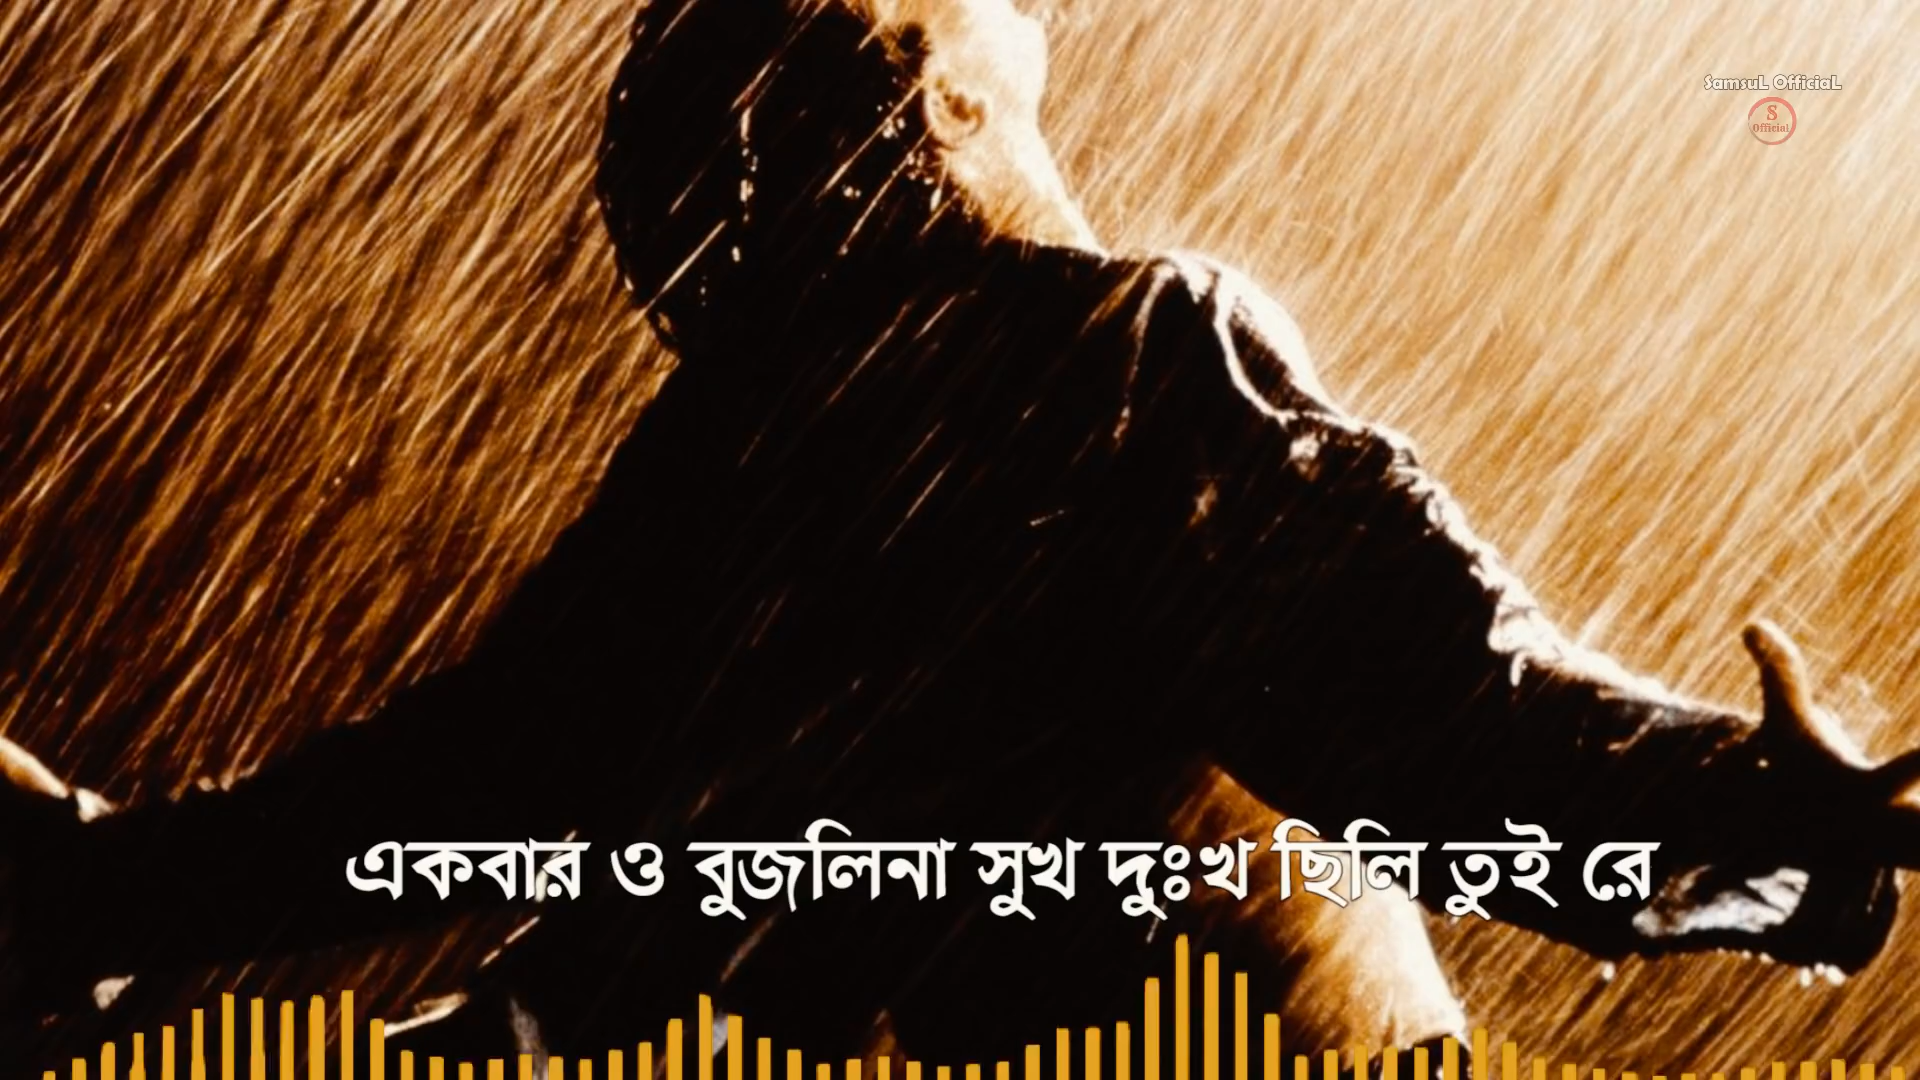 SamsuL OfficiaL
S
Official
একবার ও বুজলিনা সুখ দুঃখ ছিলি তুই রে